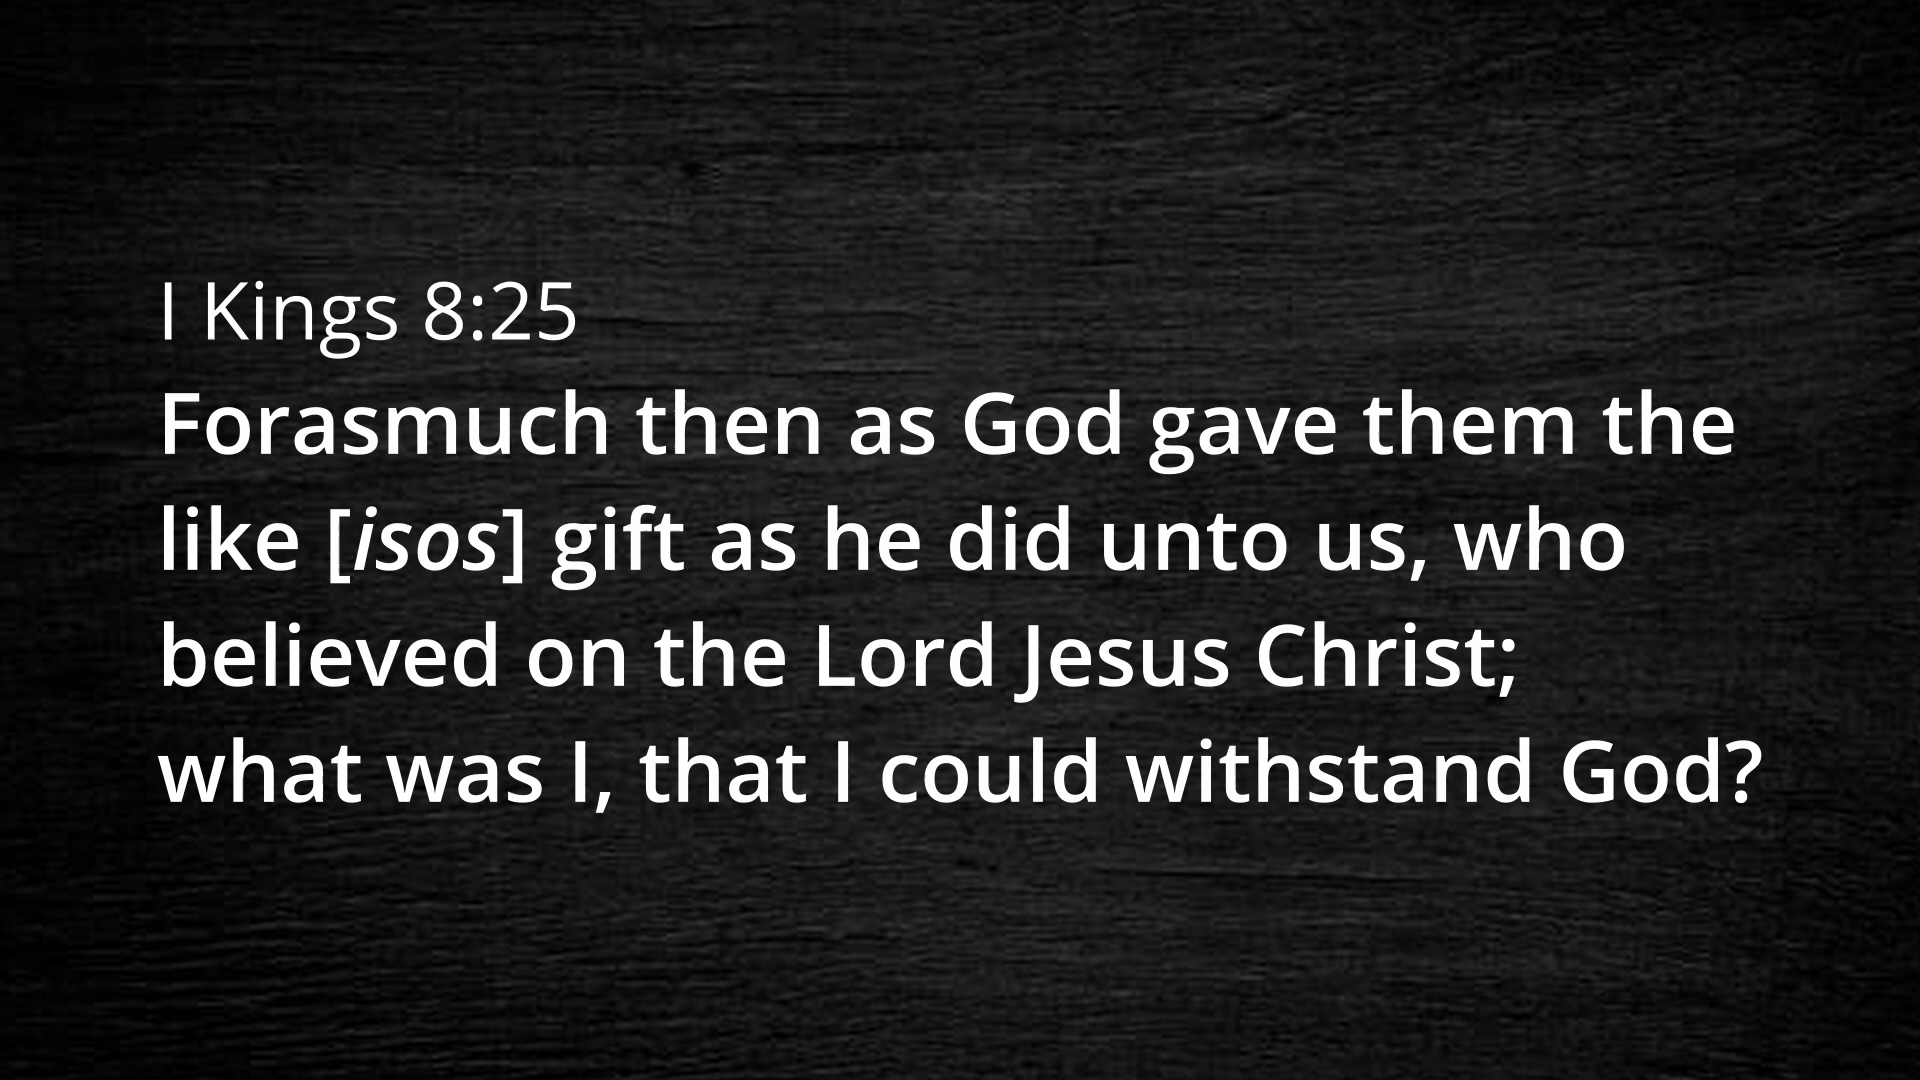 I Kings 8:25
Forasmuch then as God gave them the
like [isos] gift as he did unto us, who
believed on the Lord Jesus Christ;
what was I, that I could withstand God?